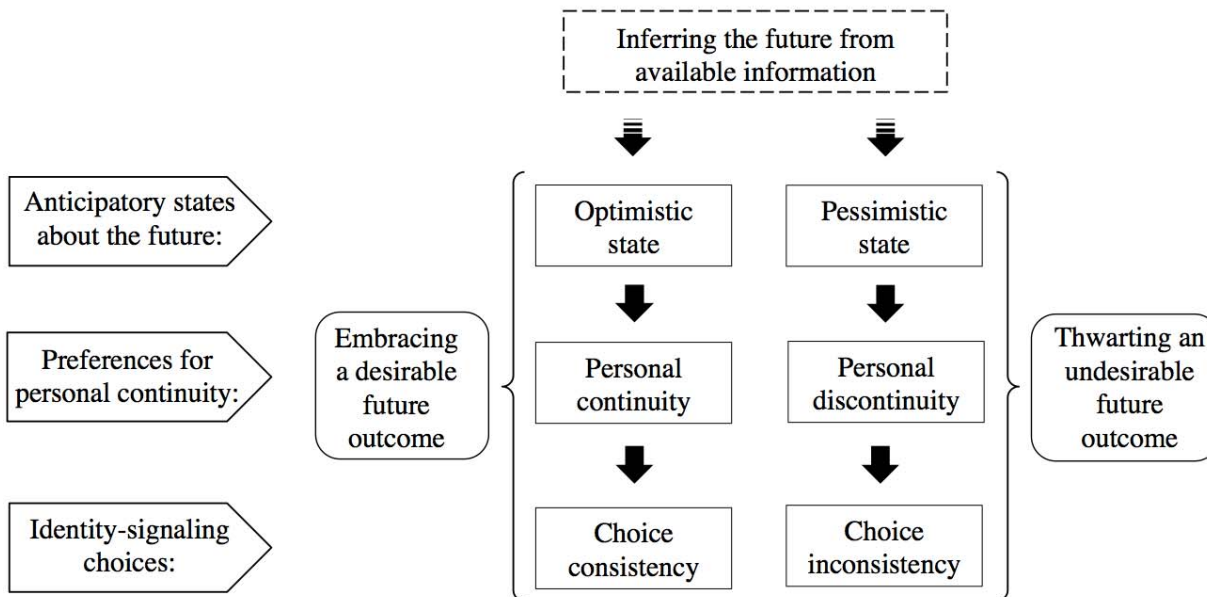 Inferring the future from
available information
Anticipatory states
about the future:
Optimistic
state
Pessimistic
state
Preferences for
personal continuity:
Embracing
a desirable
future
outcome
Personal
continuity
Personal
discontinuity
Thwarting an
undesirable
future
outcome
Identity-signaling
choices:
Choice
consistency
Choice
inconsistency